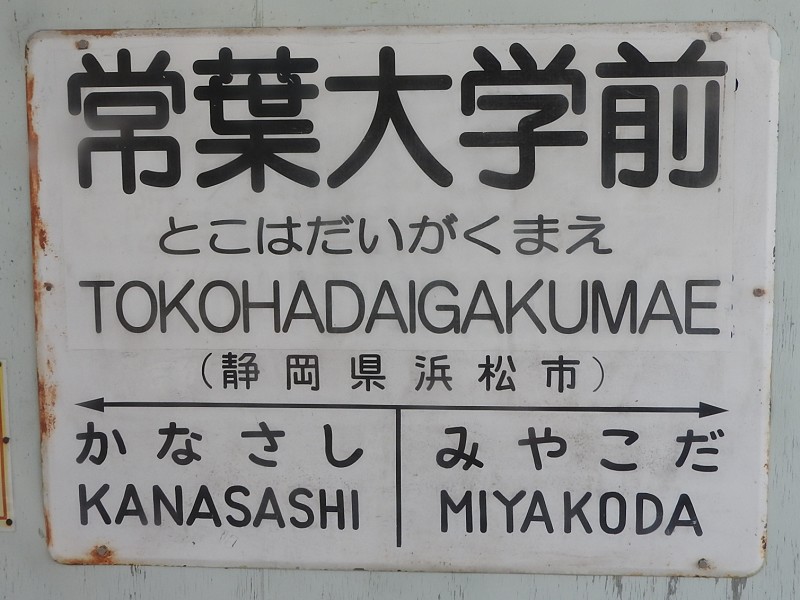 常葉大学前
とこはだいがくまえ
TOKOHADAIGAKUMAE
（静岡県浜松市）
かなさし みやこだ
KANASASHI MIYAKODA